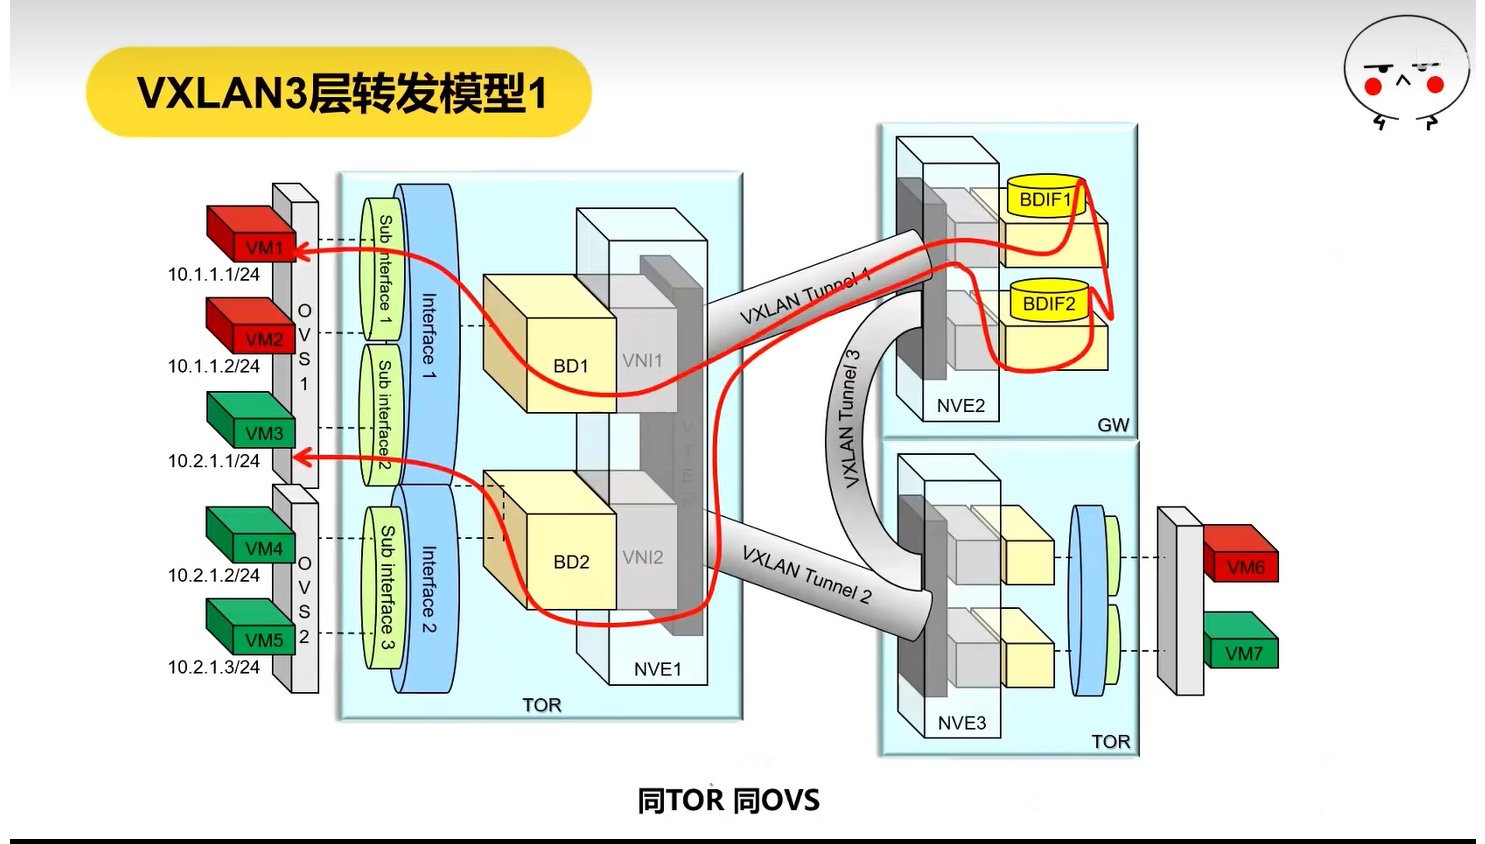 VXLAN3层转发模型1
VM1
10.1.1.1/24
VM2
10.1.1.2/24
VM3
10.2.1.1/24
VM4
10.2.1.2/24
VM5
10.2.1.3/24
OVS1
OVS2
Sub interface 1
Sub interface 2
Sub interface 3
Interface 1
Interface 2
BD1
VNI1
BD2
VNI2
VTEP
NVE1
TOR
VXLAN Tunnel 1
VXLAN Tunnel 3
VXLAN Tunnel 2
BDIF1
BDIF2
NVE2
GW
NVE3
TOR
VM6
VM7
同TOR 同OVS